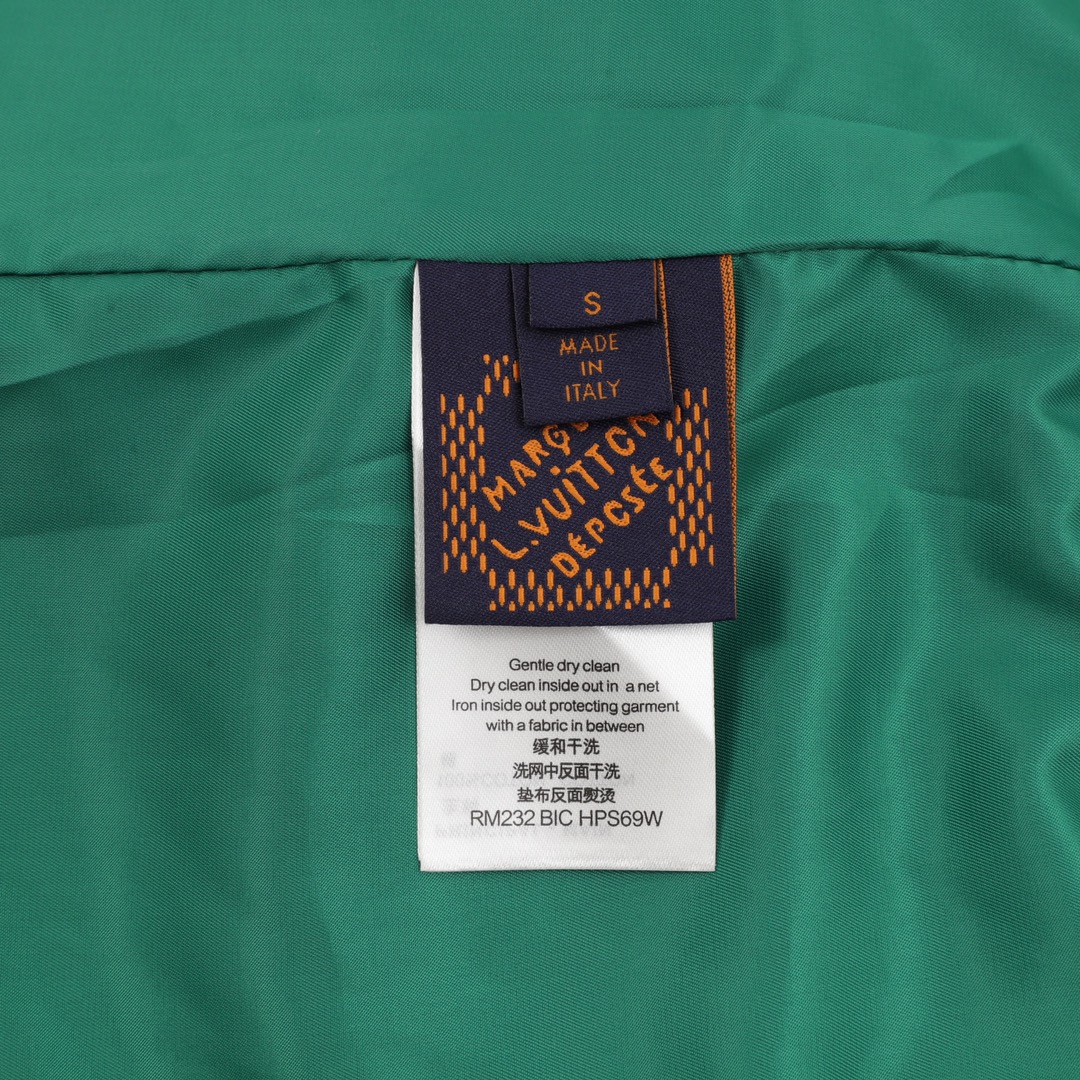 S
MADE
IN
ITALY
L.VUITTON
DÉPOSÉE
Gentle dry clean
Dry clean inside out in a net
Iron inside out protecting garment
with a fabric in between
缓和干洗
洗网中反面干洗
垫布反面熨烫
RM232 BIC HPS69W